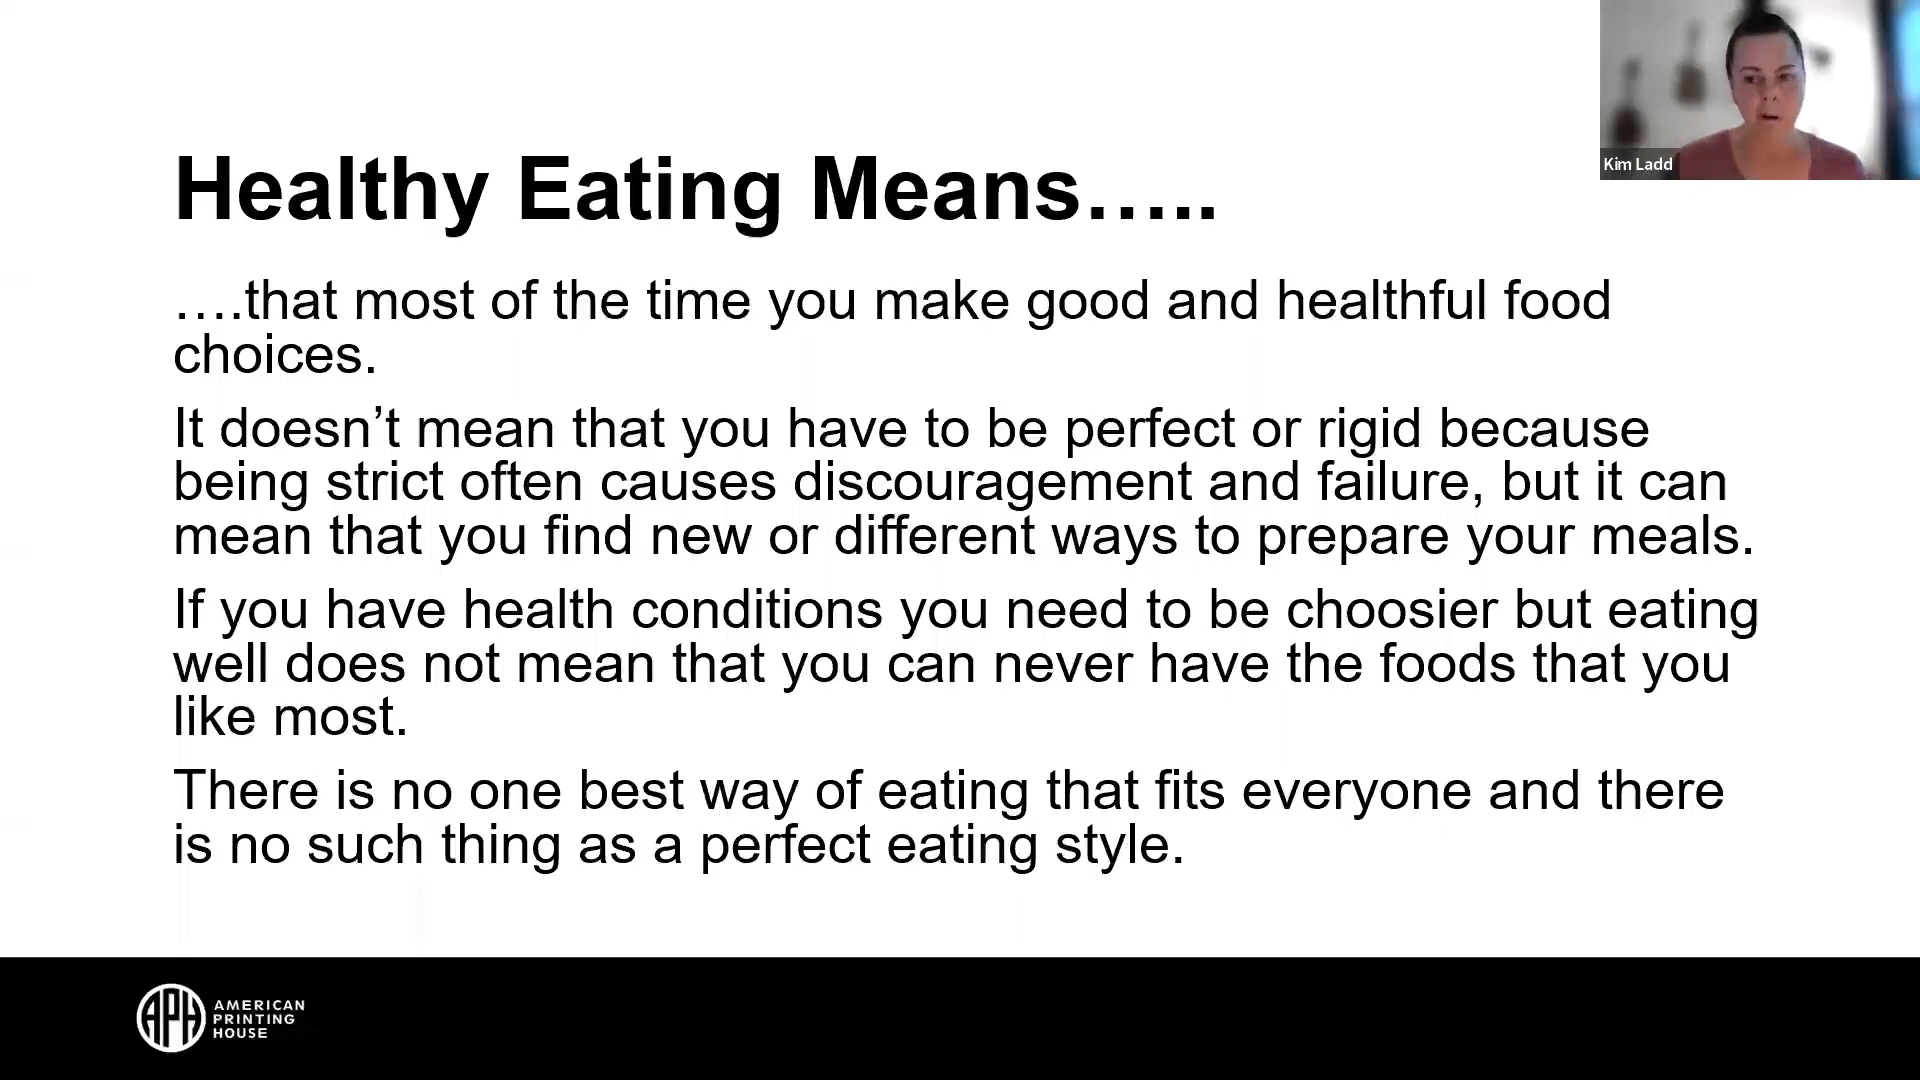 Kim Ladd
Healthy Eating Means…..
….that most of the time you make good and healthful food
choices.
It doesn’t mean that you have to be perfect or rigid because
being strict often causes discouragement and failure, but it can
mean that you find new or different ways to prepare your meals.
If you have health conditions you need to be choosier but eating
well does not mean that you can never have the foods that you
like most.
There is no one best way of eating that fits everyone and there
is no such thing as a perfect eating style.
APH
AMERICAN
PRINTING
HOUSE